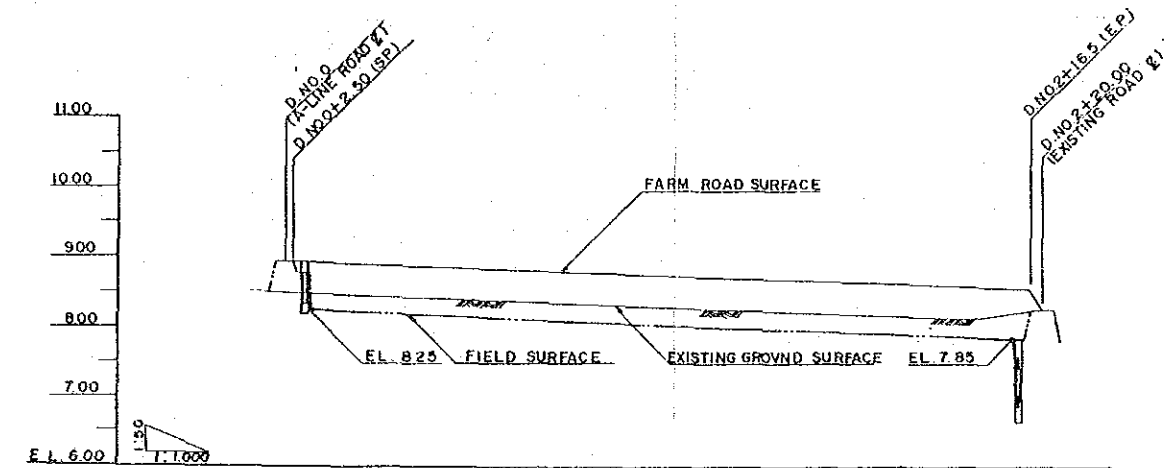 D.NO.0
(A-LINE ROAD ℄)
D.NO.0+2.50 (SP)
D.NO.2+16.5 (E.P)
D.NO.2+20.00
(EXISTING ROAD ℄)
11.00
10.00
9.00
8.00
7.00
E L. 6.00
FARM ROAD SURFACE
EL. 8.25
FIELD SURFACE
EXISTING GROVND SURFACE
EL. 7.85
1:50
1:1.000